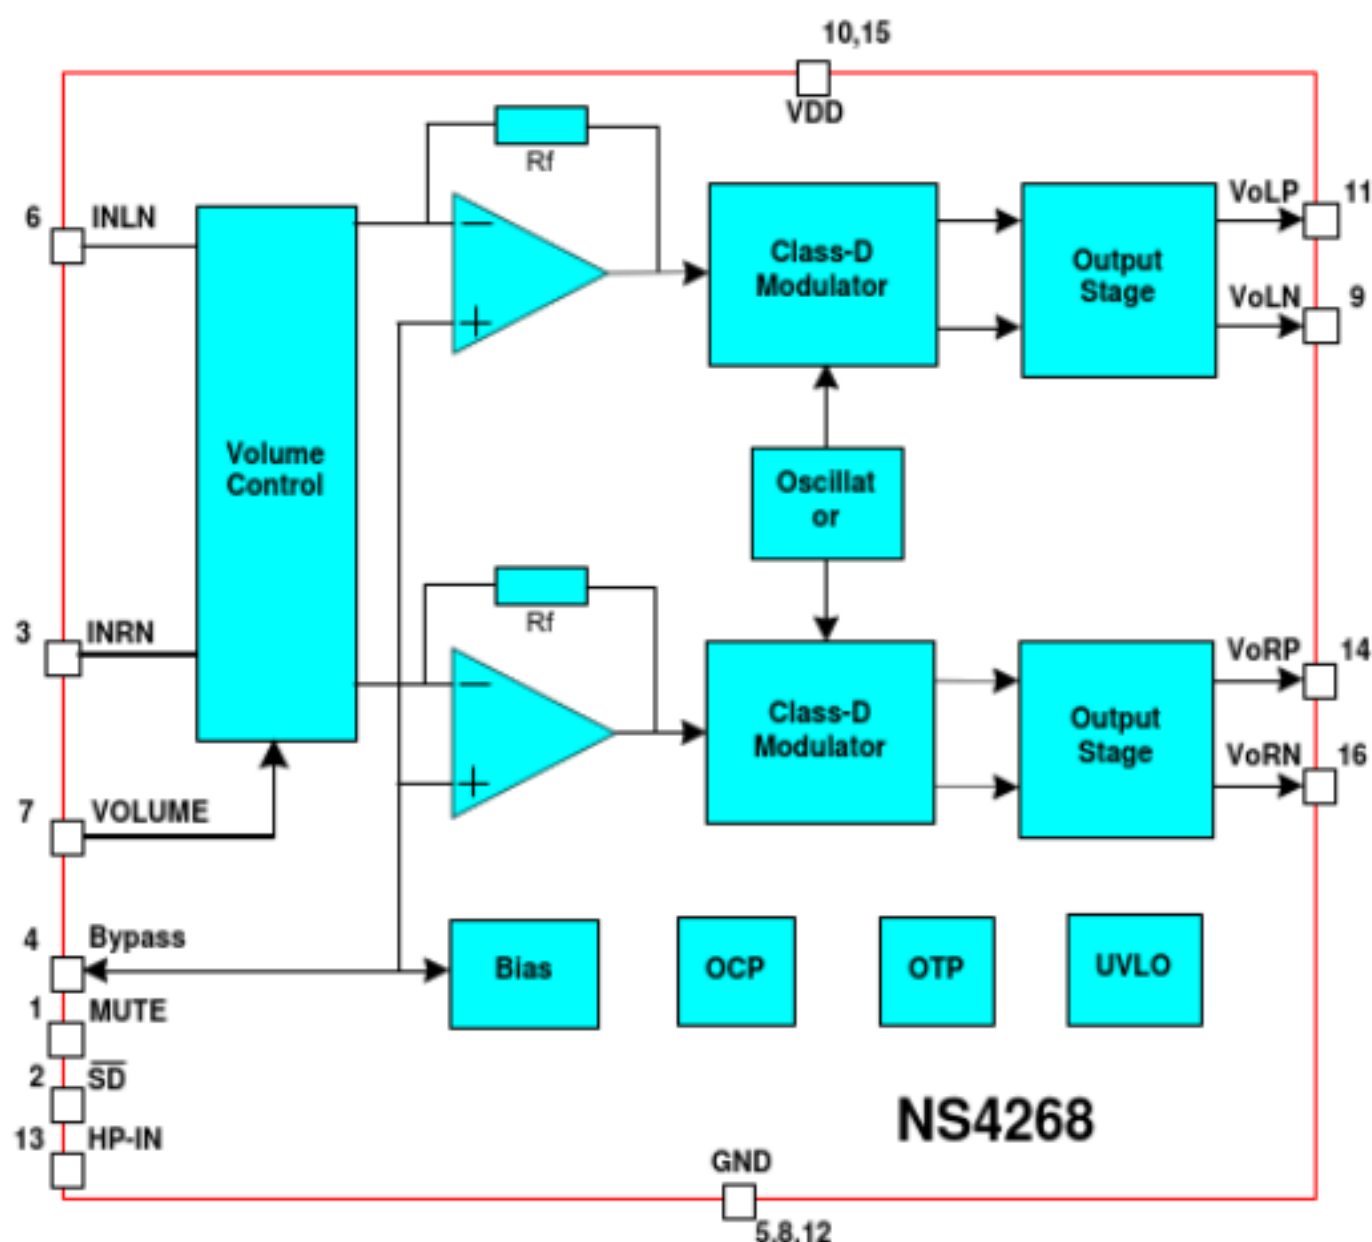 10,15
VDD
Rf
6 INLN
VoLP 11
Class-D
Modulator
Output
Stage
VoLN 9
Volume
Control
Oscillat
or
3 INRN
Rf
VoRP 14
Class-D
Modulator
Output
Stage
VoRN 16
7 VOLUME
4 Bypass
Bias
OCP
OTP
UVLO
1 MUTE
2 S̅D̅
13 HP-IN
NS4268
GND
5,8,12